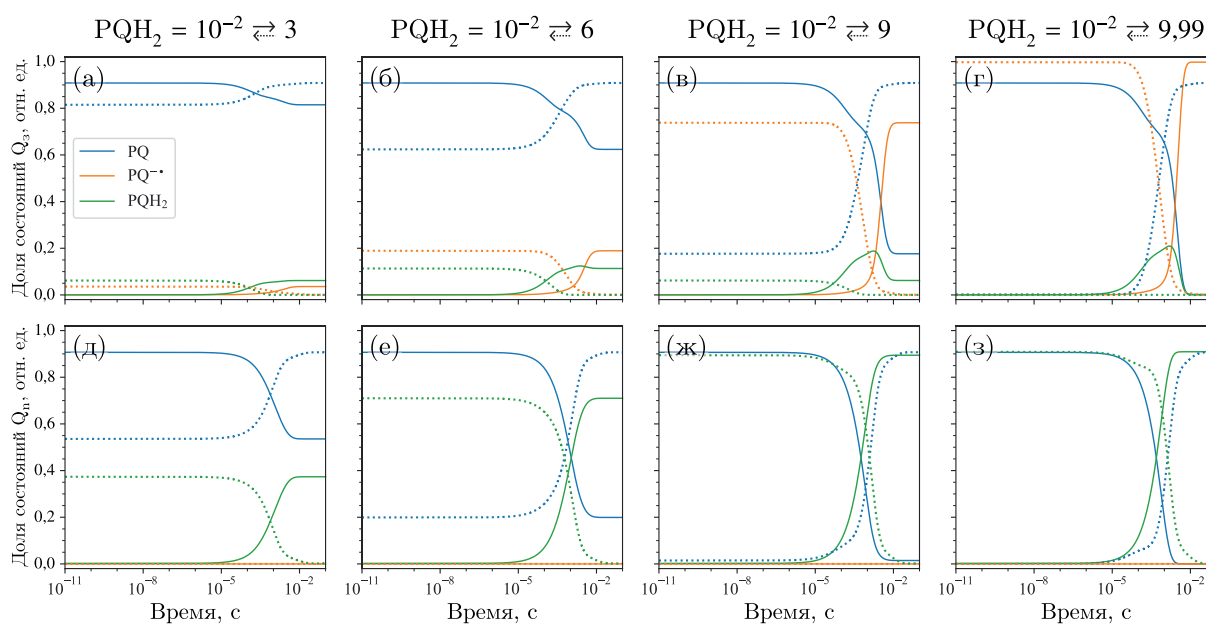 PQH₂ = 10⁻² ⇄ 3
PQH₂ = 10⁻² ⇄ 6
PQH₂ = 10⁻² ⇄ 9
PQH₂ = 10⁻² ⇄ 9,99
Доля состояний Q₃, отн. ед.
1,0
0,8
0,6
0,4
0,2
0,0
(а)
(б)
(в)
(г)
PQ
PQ⁻•
PQH₂
Доля состояний Qₙ, отн. ед.
1,0
0,8
0,6
0,4
0,2
0,0
(д)
(е)
(ж)
(з)
10⁻¹¹ 10⁻⁸ 10⁻⁵ 10⁻²
10⁻¹¹ 10⁻⁸ 10⁻⁵ 10⁻²
10⁻¹¹ 10⁻⁸ 10⁻⁵ 10⁻²
10⁻¹¹ 10⁻⁸ 10⁻⁵ 10⁻²
Время, с
Время, с
Время, с
Время, с